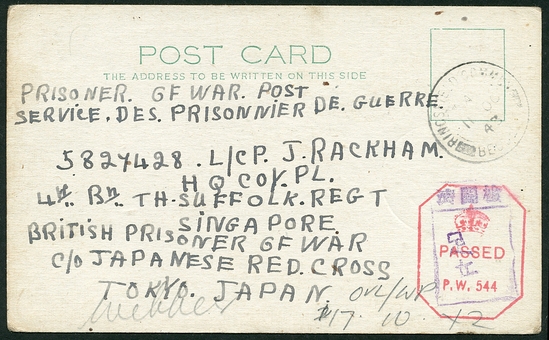 POST CARD
THE ADDRESS TO BE WRITTEN ON THIS SIDE
PRISONER. OF WAR. POST
SERVICE. DES. PRISONNIER DE. GUERRE.
5827428. L/CP. J. RACKHAM.
HQ COY. PL.
4th. Bn. TH. SUFFOLK. REGT
SINGAPORE.
BRITISH PRISONER OF WAR
C/O JAPANESE RED. CROSS
TOKYO. JAPAN.
17. 10. 42
PASSED
P.W. 544